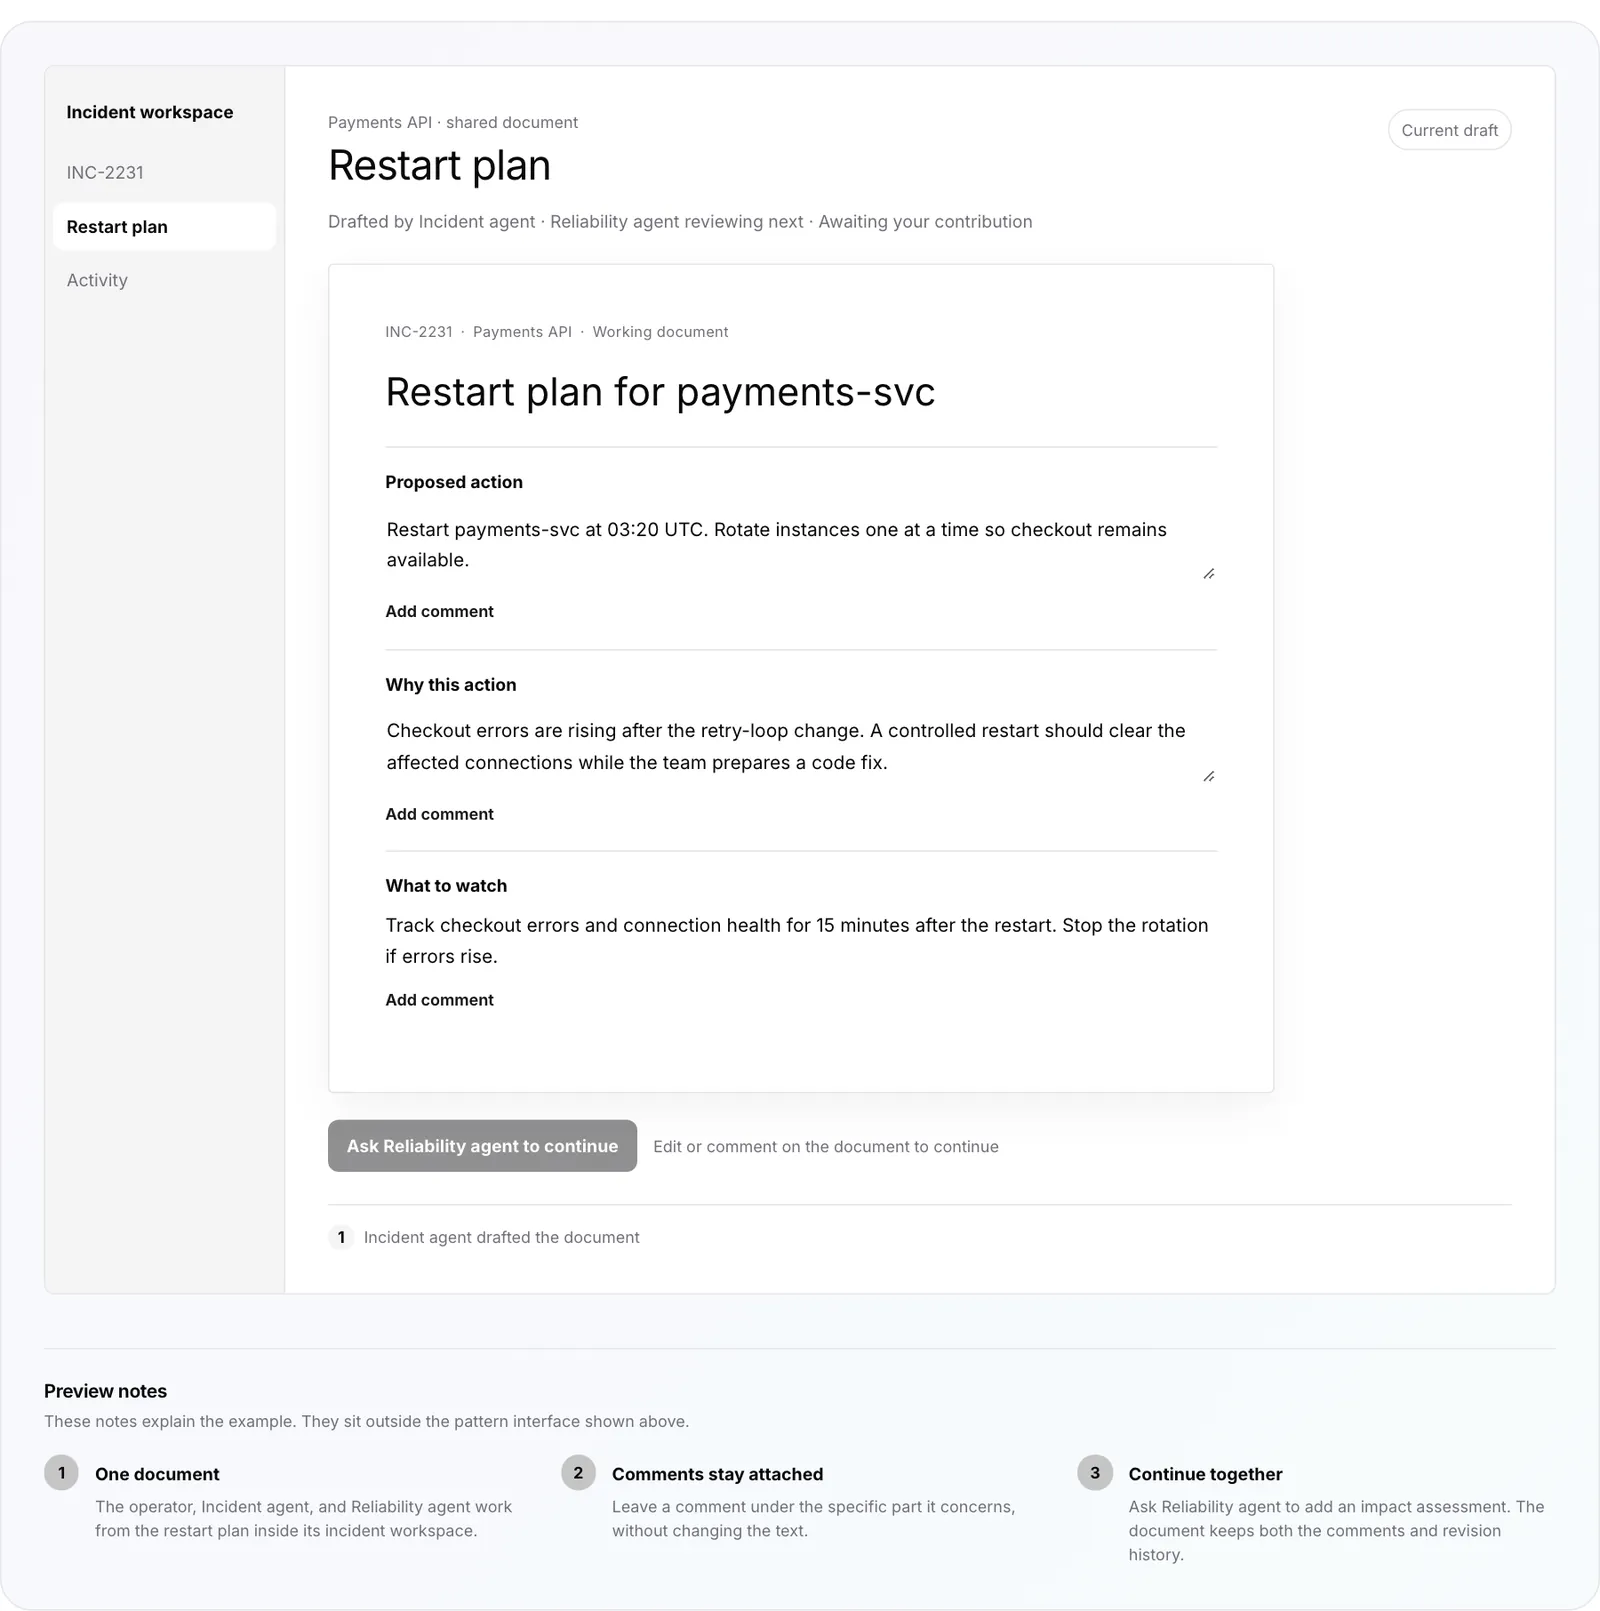 Incident workspace
INC-2231
Restart plan
Activity
Payments API · shared document
Restart plan
Drafted by Incident agent · Reliability agent reviewing next · Awaiting your contribution
Current draft
INC-2231 · Payments API · Working document
Restart plan for payments-svc
Proposed action
Restart payments-svc at 03:20 UTC. Rotate instances one at a time so checkout remains
available.
Add comment
Why this action
Checkout errors are rising after the retry-loop change. A controlled restart should clear the
affected connections while the team prepares a code fix.
Add comment
What to watch
Track checkout errors and connection health for 15 minutes after the restart. Stop the rotation
if errors rise.
Add comment
Ask Reliability agent to continue
Edit or comment on the document to continue
1 Incident agent drafted the document
Preview notes
These notes explain the example. They sit outside the pattern interface shown above.
1 One document
The operator, Incident agent, and Reliability agent work
from the restart plan inside its incident workspace.
2 Comments stay attached
Leave a comment under the specific part it concerns,
without changing the text.
3 Continue together
Ask Reliability agent to add an impact assessment. The
document keeps both the comments and revision
history.